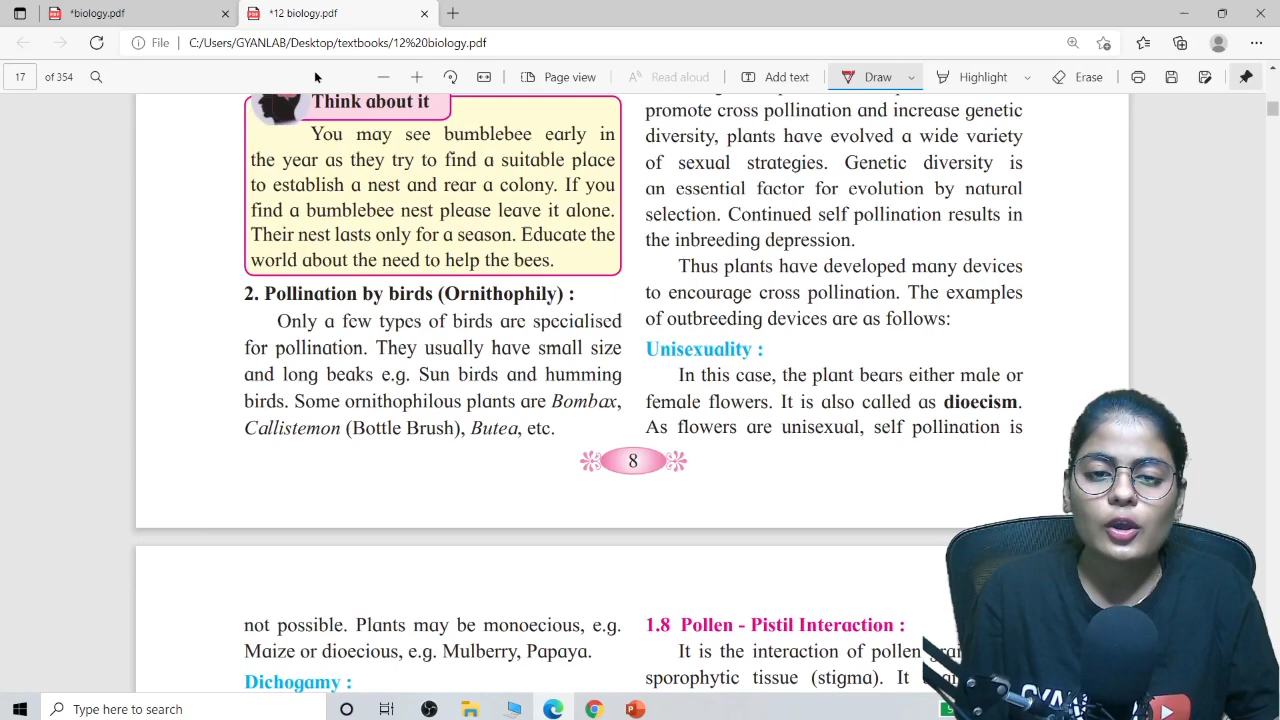 *biology.pdf
*12 biology.pdf
File
C:/Users/GYANLAB/Desktop/textbooks/12%20biology.pdf
17 of 354
Page view
Read aloud
Add text
Draw
Highlight
Erase
Think about it
You may see bumblebee early in
the year as they try to find a suitable place
to establish a nest and rear a colony. If you
find a bumblebee nest please leave it alone.
Their nest lasts only for a season. Educate the
world about the need to help the bees.
2. Pollination by birds (Ornithophily) :
Only a few types of birds are specialised
for pollination. They usually have small size
and long beaks e.g. Sun birds and humming
birds. Some ornithophilous plants are Bombax,
Callistemon (Bottle Brush), Butea, etc.
promote cross pollination and increase genetic
diversity, plants have evolved a wide variety
of sexual strategies. Genetic diversity is
an essential factor for evolution by natural
selection. Continued self pollination results in
the inbreeding depression.
Thus plants have developed many devices
to encourage cross pollination. The examples
of outbreeding devices are as follows:
Unisexuality :
In this case, the plant bears either male or
female flowers. It is also called as dioecism.
As flowers are unisexual, self pollination is
8
not possible. Plants may be monoecious, e.g.
Maize or dioecious, e.g. Mulberry, Papaya.
Dichogamy :
1.8 Pollen - Pistil Interaction :
It is the interaction of pollen grain
sporophytic tissue (stigma). It
Type here to search